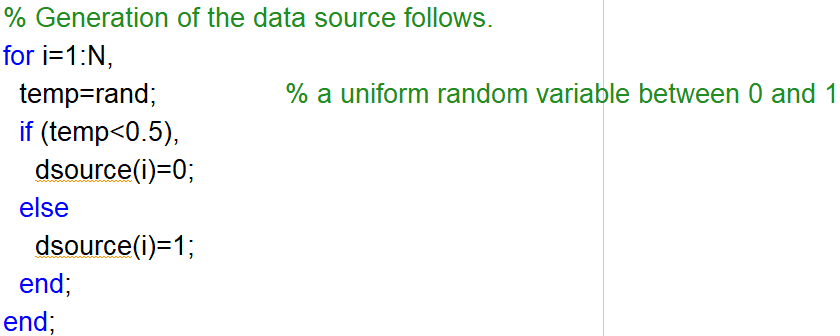 % Generation of the data source follows.
for i=1:N,
  temp=rand;                  % a uniform random variable between 0 and 1
  if (temp<0.5),
    dsource(i)=0;
  else
    dsource(i)=1;
  end;
end;